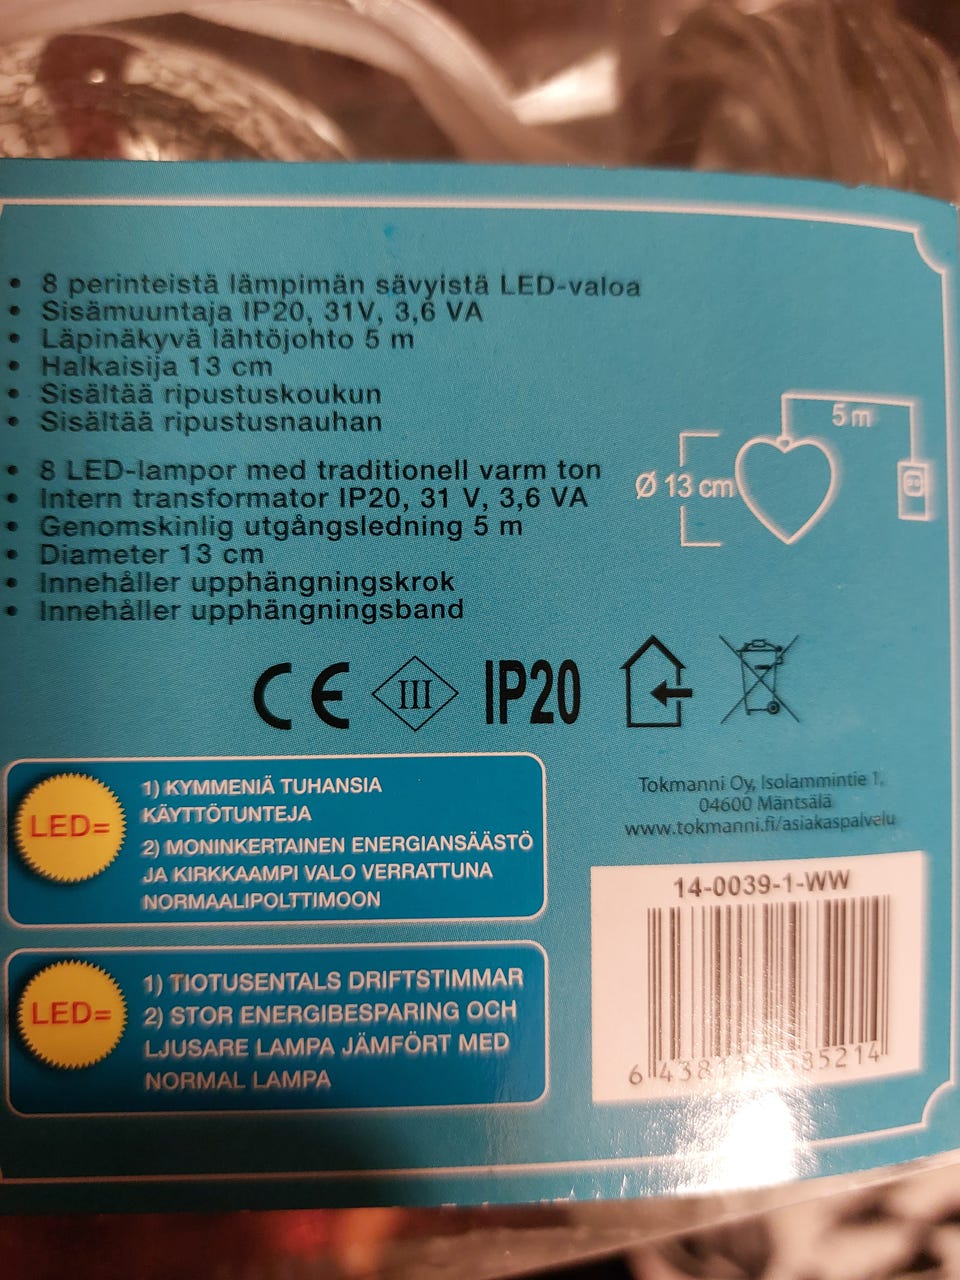 • 8 perinteistä lämpimän sävyistä LED-valoa
• Sisämuuntaja IP20, 31V, 3,6 VA
• Läpinäkyvä lähtöjohto 5 m
• Halkaisija 13 cm
• Sisältää ripustuskoukun
• Sisältää ripustusnauhan
• 8 LED-lampor med traditionell varm ton
• Intern transformator IP20, 31 V, 3,6 VA
• Genomskinlig utgångsledning 5 m
• Diameter 13 cm
• Innehåller upphängningskrok
• Innehåller upphängningsband
5 m
Ø 13 cm
CE III IP20
LED=
1) KYMMENIÄ TUHANSIA
KÄYTTÖTUNTEJA
2) MONINKERTAINEN ENERGIANSÄÄSTÖ
JA KIRKKAAMPI VALO VERRATTUNA
NORMAALIPOLTTIMOON
LED=
1) TIOTUSENTALS DRIFTSTIMMAR
2) STOR ENERGIBESPARING OCH
LJUSARE LAMPA JÄMFÖRT MED
NORMAL LAMPA
Tokmanni Oy, Isolammintie 1,
04600 Mäntsälä
www.tokmanni.fi/asiakaspalvelu
14-0039-1-WW